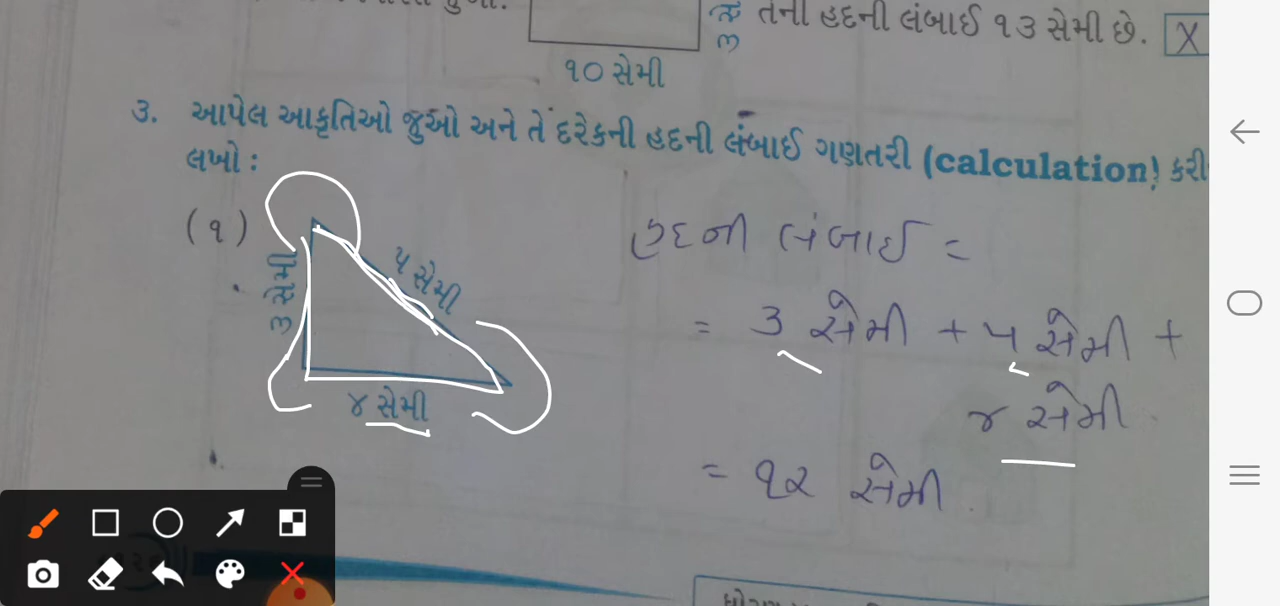 તેની હદની લંબાઈ ૧૩ સેમી છે. X
૧૦ સેમી
૩. આપેલ આકૃતિઓ જુઓ અને તે દરેકની હદની લંબાઈ ગણતરી (calculation) કરી
લખો :
(૧)
૩ સેમી
૫ સેમી
૪ સેમી
હદની લંબાઈ =
= ૩ સેમી + ૫ સેમી +
૪ સેમી
= ૧૨ સેમી